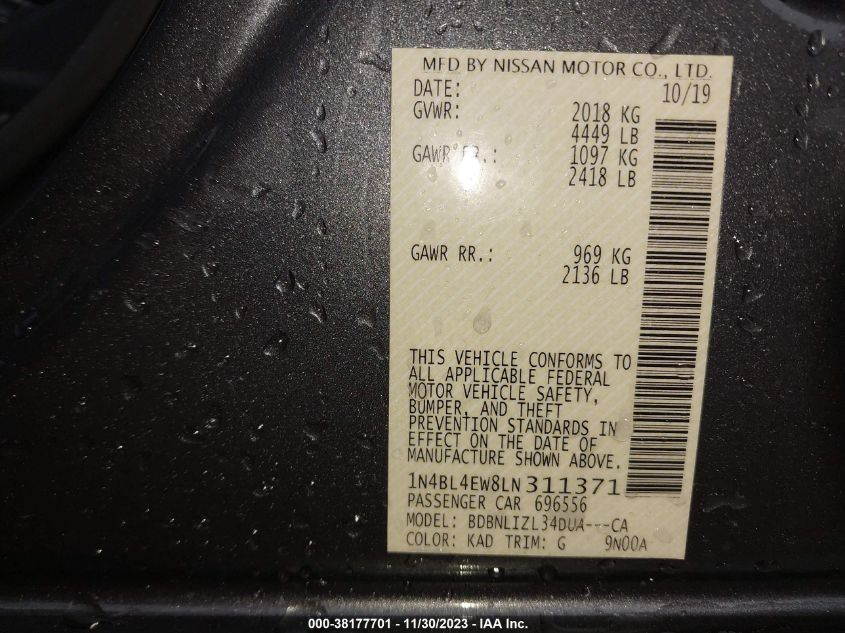 MFD BY NISSAN MOTOR CO., LTD.
DATE: 10/19
GVWR: 2018 KG
4449 LB
GAWR FR.: 1097 KG
2418 LB
GAWR RR.: 969 KG
2136 LB
THIS VEHICLE CONFORMS TO
ALL APPLICABLE FEDERAL
MOTOR VEHICLE SAFETY,
BUMPER, AND THEFT
PREVENTION STANDARDS IN
EFFECT ON THE DATE OF
MANUFACTURE SHOWN ABOVE.
1N4BL4EW8LN311371
PASSENGER CAR 696556
MODEL: BDBNLIZL34DUA---CA
COLOR: KAD TRIM: G 9N00A
000-38177701 - 11/30/2023 - IAA Inc.